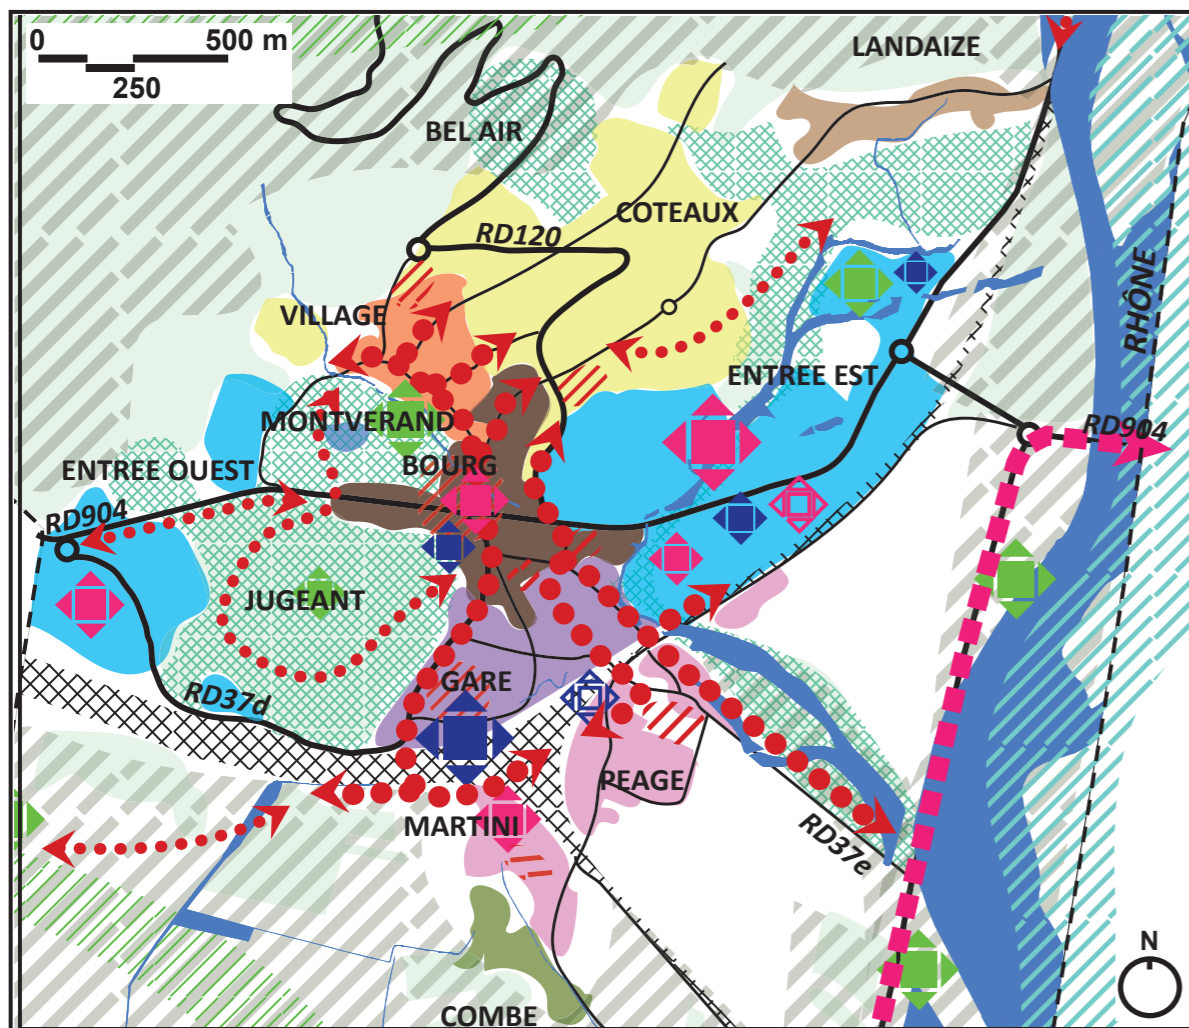 0 500 m
250
LANDAIZE
BEL AIR
COTEAUX
RD120
RHÔNE
VILLAGE
ENTREE EST
MONTVERAND
RD904
BOURG
ENTREE OUEST
RD904
JUGEANT
GARE
RD37d
PEAGE
MARTINI
RD37e
N
COMBE